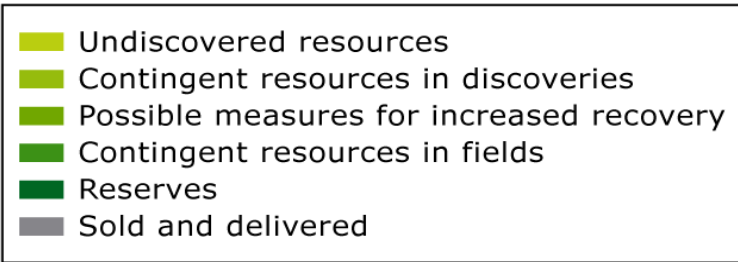 Undiscovered resources
Contingent resources in discoveries
Possible measures for increased recovery
Contingent resources in fields
Reserves
Sold and delivered